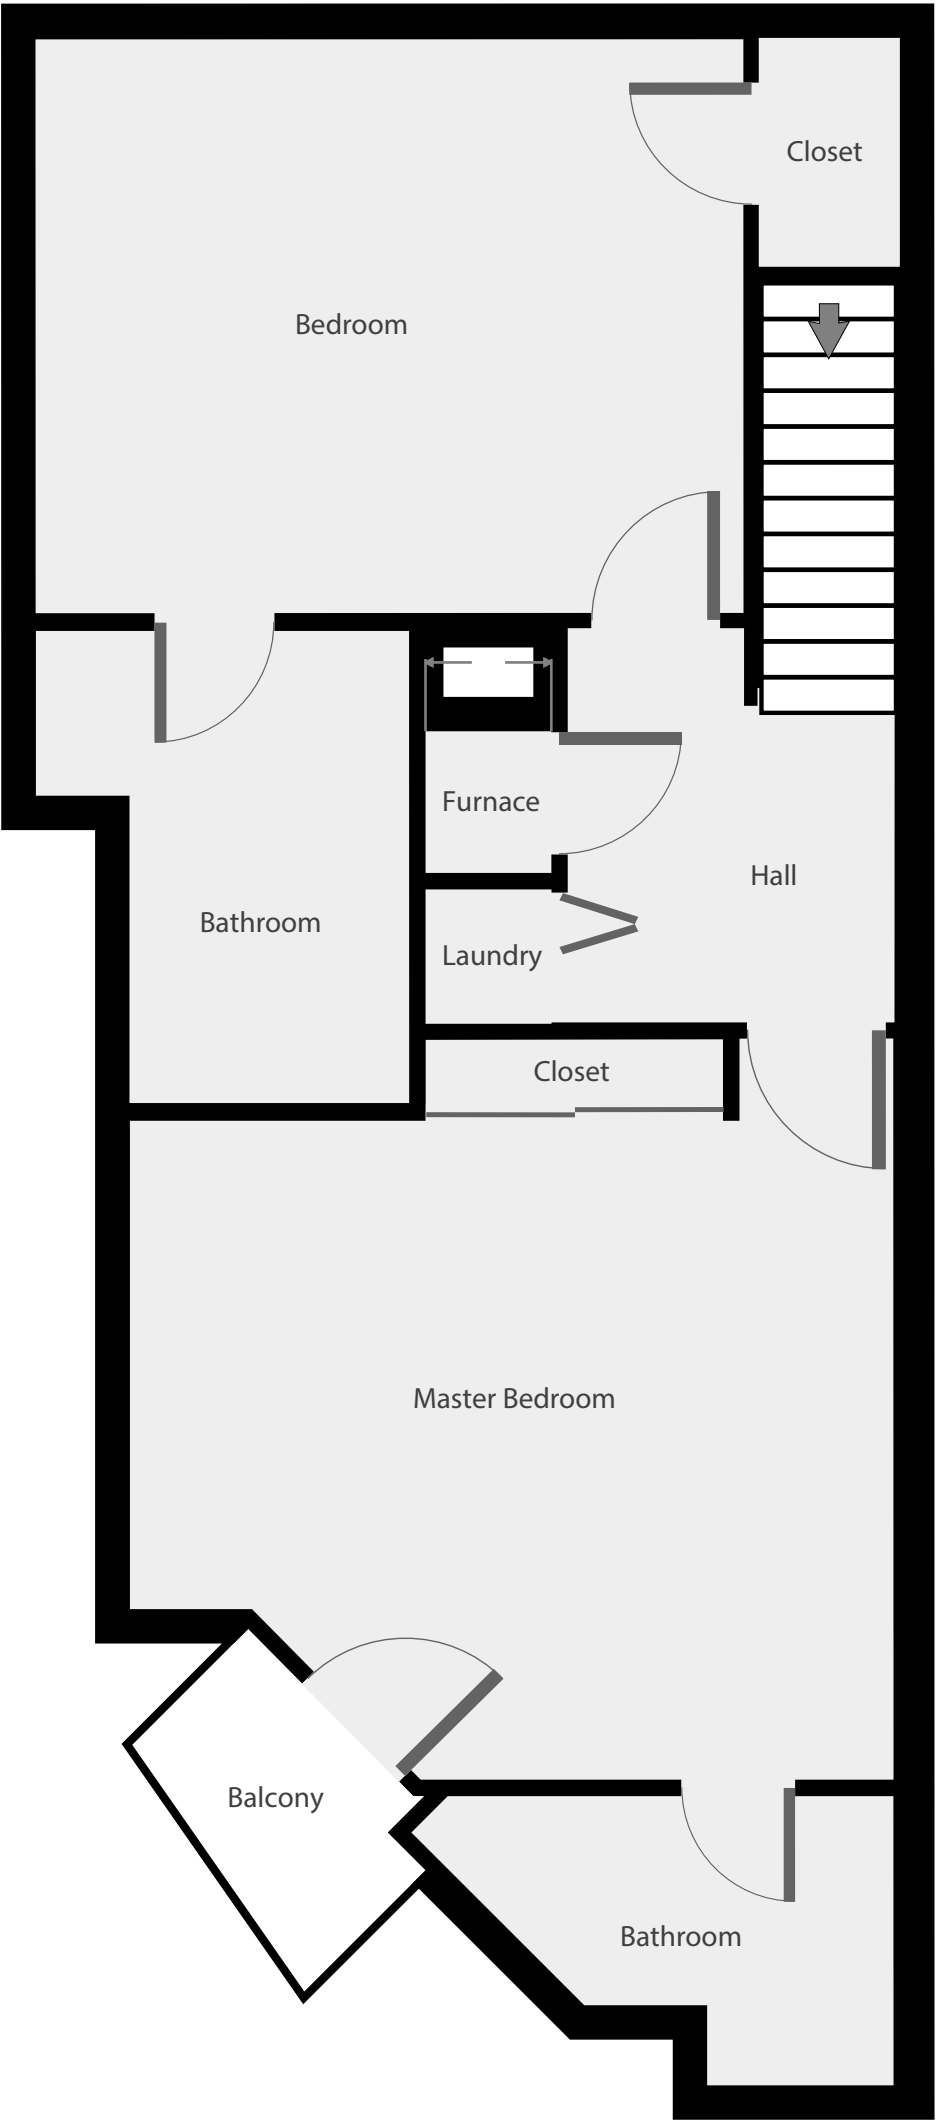 Closet
Bedroom
Furnace
Hall
Bathroom
Laundry
Closet
Master Bedroom
Balcony
Bathroom